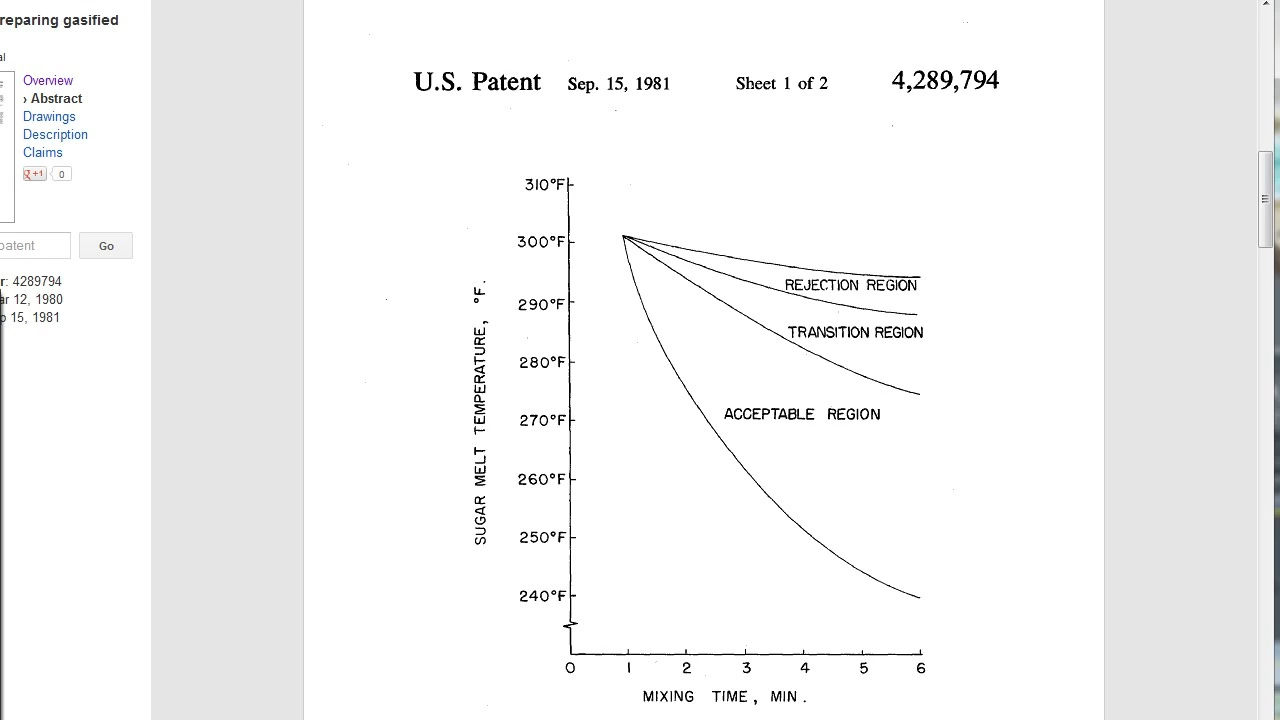 reparing gasified
al
Overview
› Abstract
Drawings
Description
Claims
+1 0
patent Go
r: 4289794
ar 12, 1980
p 15, 1981
U.S. Patent Sep. 15, 1981 Sheet 1 of 2 4,289,794
310°F
300°F
290°F
280°F
270°F
260°F
250°F
240°F
SUGAR MELT TEMPERATURE, °F.
REJECTION REGION
TRANSITION REGION
ACCEPTABLE REGION
0 1 2 3 4 5 6
MIXING TIME, MIN.